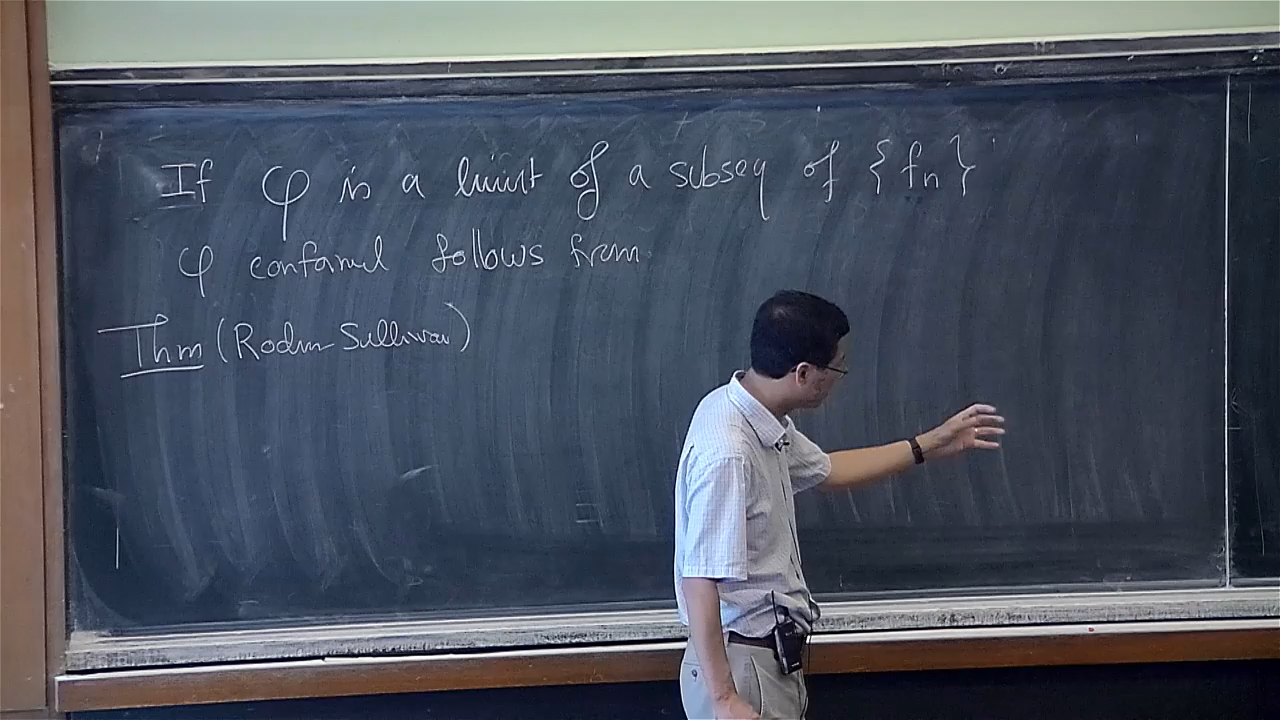 If φ is a limit of a subseq of {fn}
φ conformal follows from
Thm (Rodin-Sullivan)